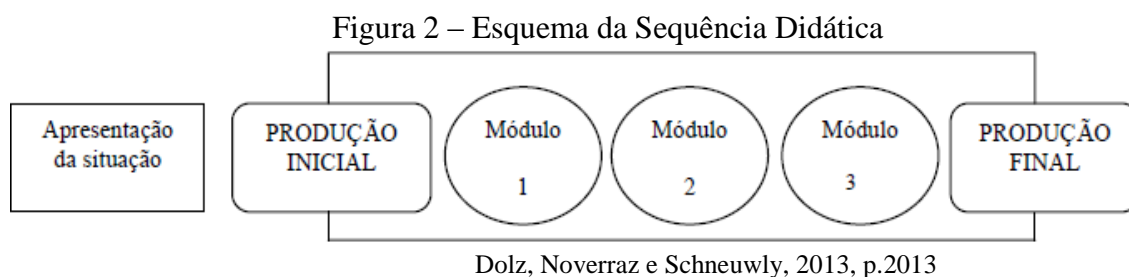 Figura 2 – Esquema da Sequência Didática
Apresentação
da situação
PRODUÇÃO
INICIAL
Módulo
1
Módulo
2
Módulo
3
PRODUÇÃO
FINAL
Dolz, Noverraz e Schneuwly, 2013, p.2013